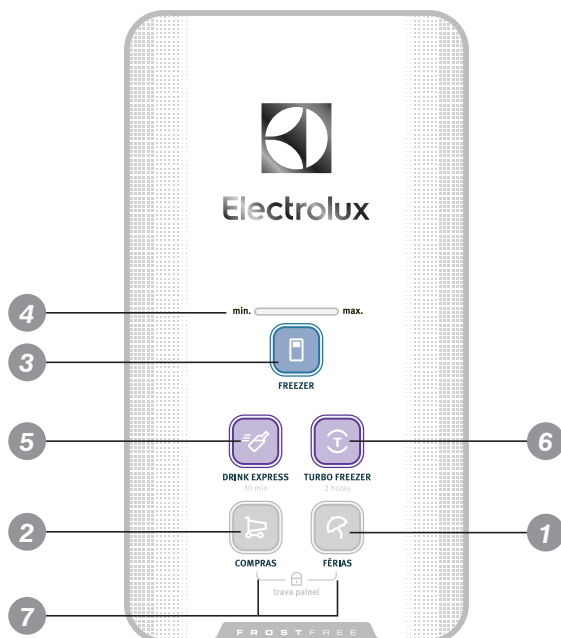 Electrolux
4 min. max.
3
FREEZER
5 6
DRINK EXPRESS TURBO FREEZER
30 min 2 horas
T
2 1
COMPRAS FÉRIAS
trava painel
7
FROSTFREE